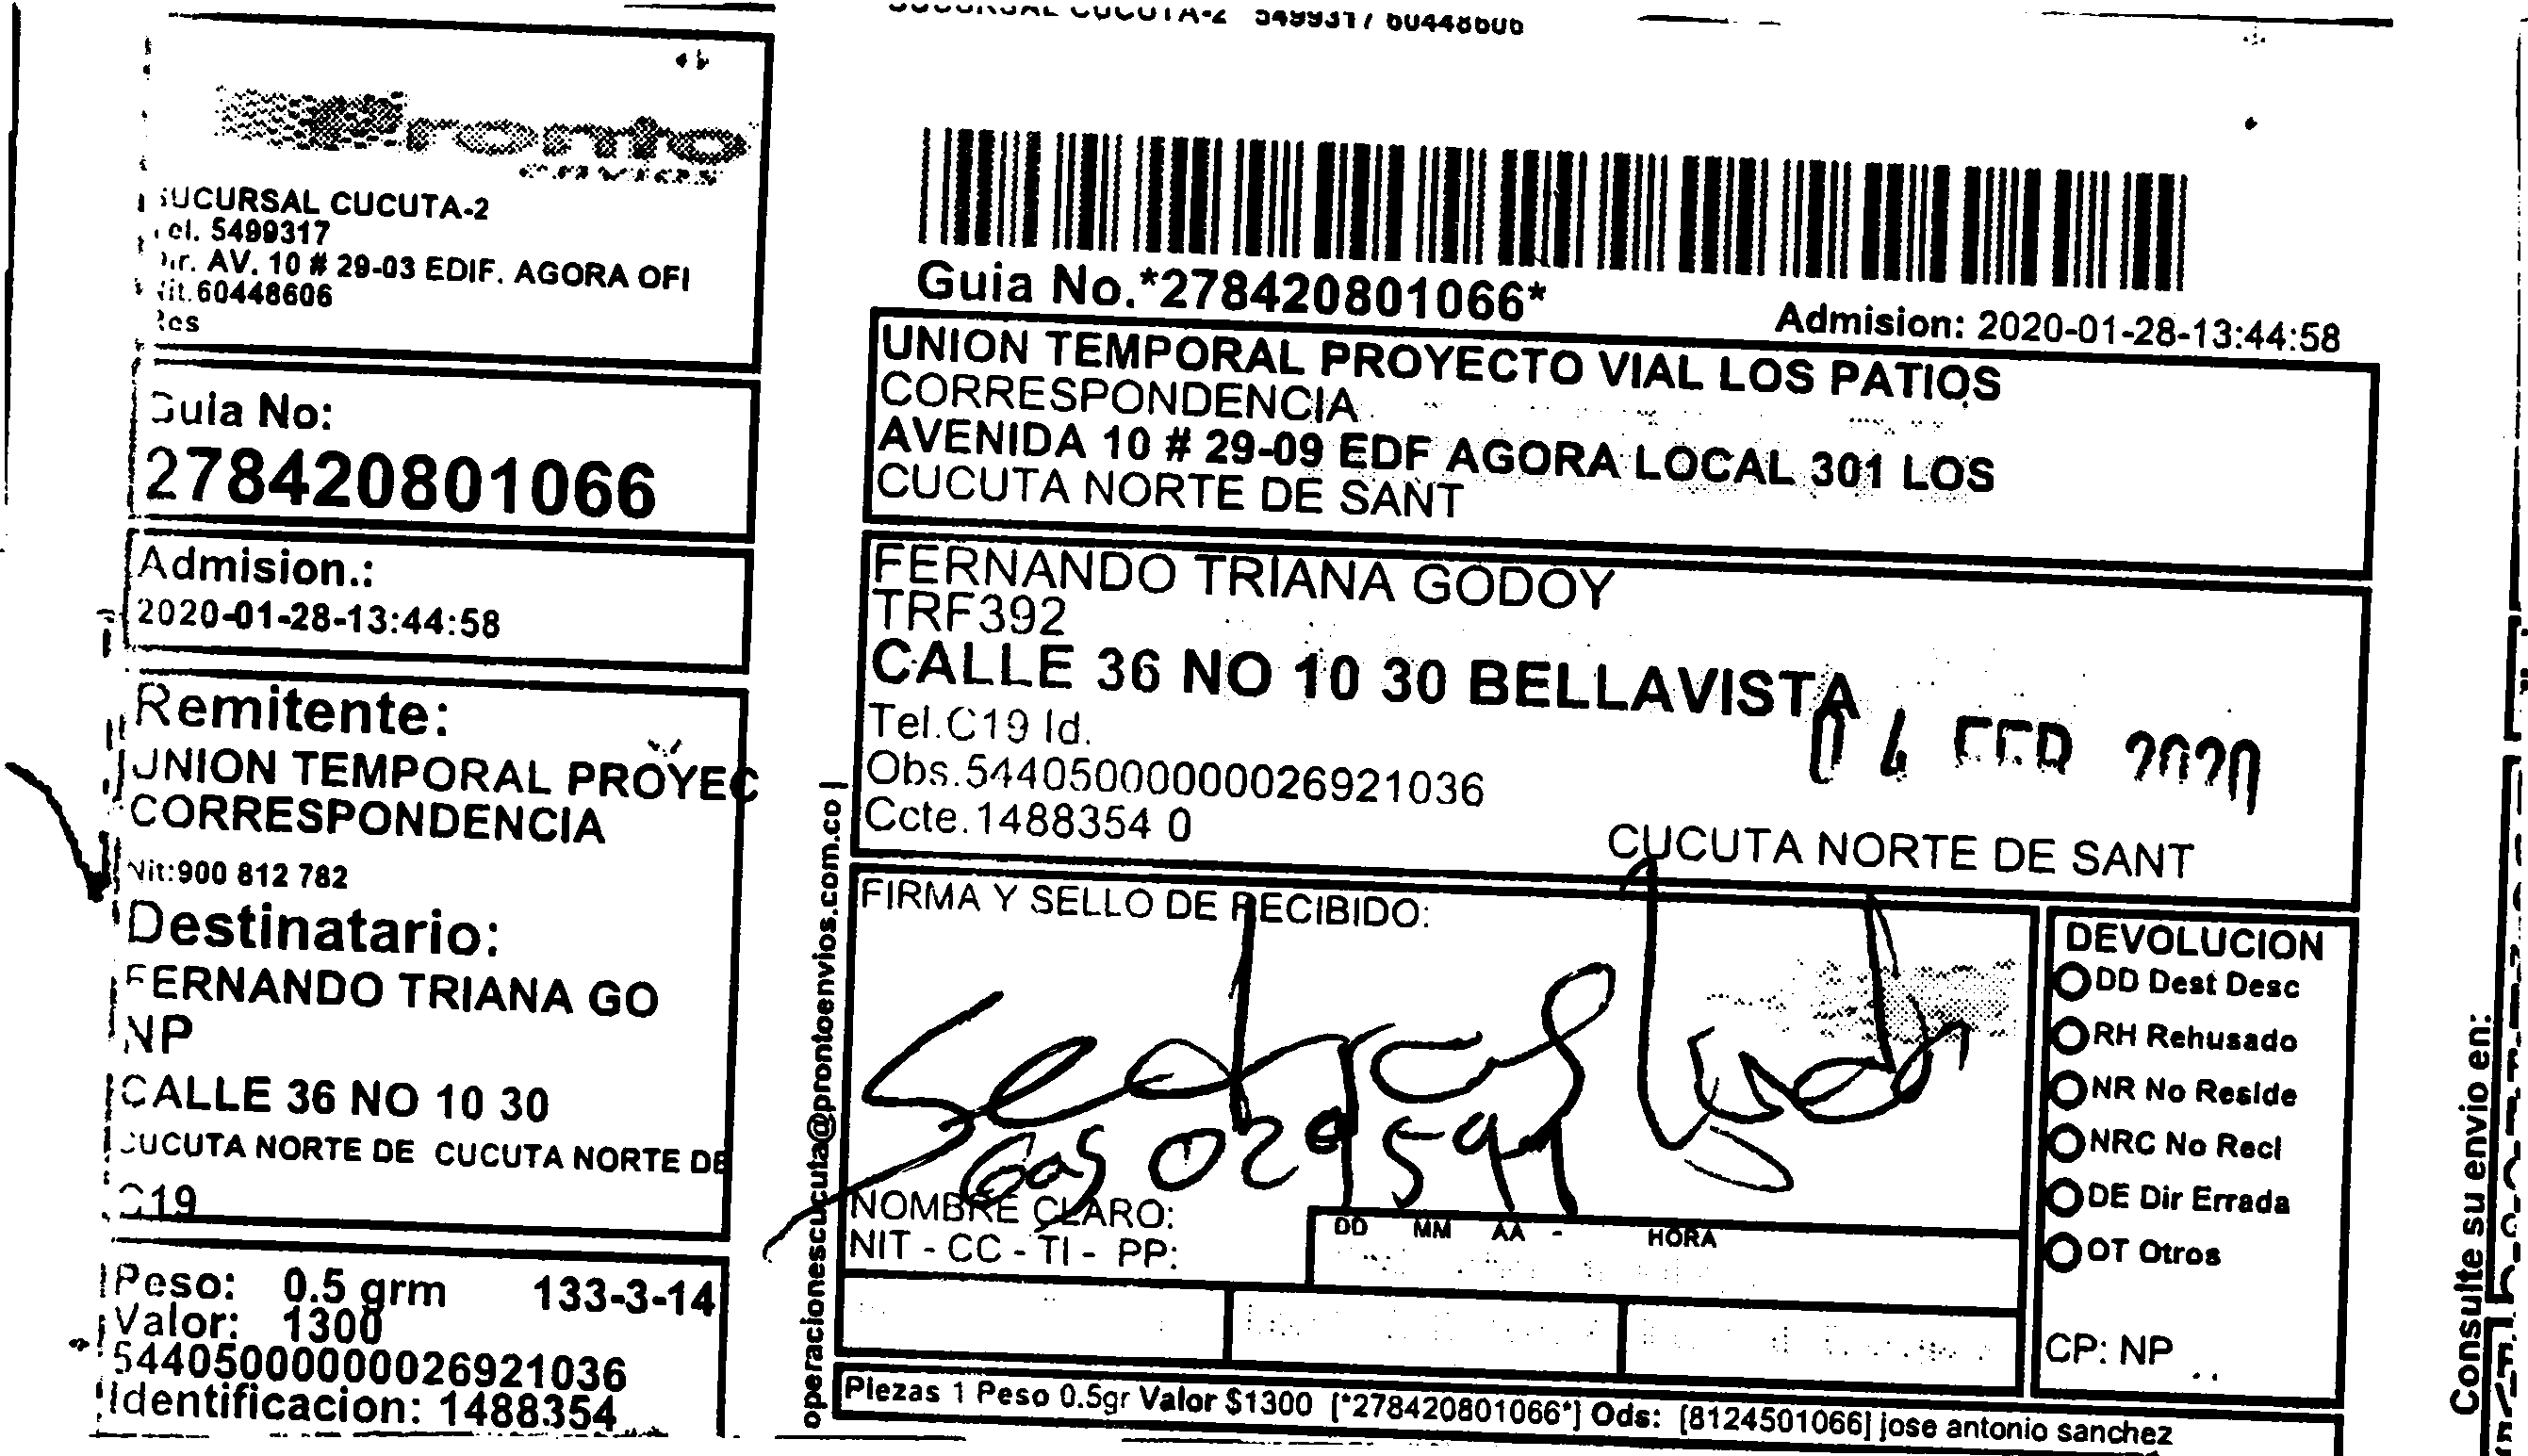 SUCURSAL CUCUTA-2 5499317 60448606
Pronto
envios
SUCURSAL CUCUTA-2
Tel. 5499317
Dir. AV. 10 # 29-03 EDIF. AGORA OFI
Nit.60448606
Res
Guia No:
278420801066
Admision.:
2020-01-28-13:44:58
Remitente:
UNION TEMPORAL PROYEC
CORRESPONDENCIA
Nit:900 812 782
Destinatario:
FERNANDO TRIANA GO
NP
CALLE 36 NO 10 30
CUCUTA NORTE DE CUCUTA NORTE DE
C19
Peso: 0.5 grm 133-3-14
Valor: 1300
544050000000026921036
Identificacion: 1488354
operacionescucuta@prontoenvios.com.co |
Guia No.*278420801066*
Admision: 2020-01-28-13:44:58
UNION TEMPORAL PROYECTO VIAL LOS PATIOS
CORRESPONDENCIA
AVENIDA 10 # 29-09 EDF AGORA LOCAL 301 LOS
CUCUTA NORTE DE SANT
FERNANDO TRIANA GODOY
TRF392
CALLE 36 NO 10 30 BELLAVISTA
Tel.C19 Id.
04 FEB 2020
Obs.544050000000026921036
Ccte.1488354 0
CUCUTA NORTE DE SANT
FIRMA Y SELLO DE RECIBIDO:
NOMBRE CLARO:
NIT - CC - TI - PP:
DD MM AA - HORA
DEVOLUCION
DD Dest Desc
RH Rehusado
NR No Reside
NRC No Recl
DE Dir Errada
OT Otros
CP: NP
Piezas 1 Peso 0.5gr Valor $1300 [*278420801066*] Ods: [8124501066] jose antonio sanchez
Consulte su envio en: